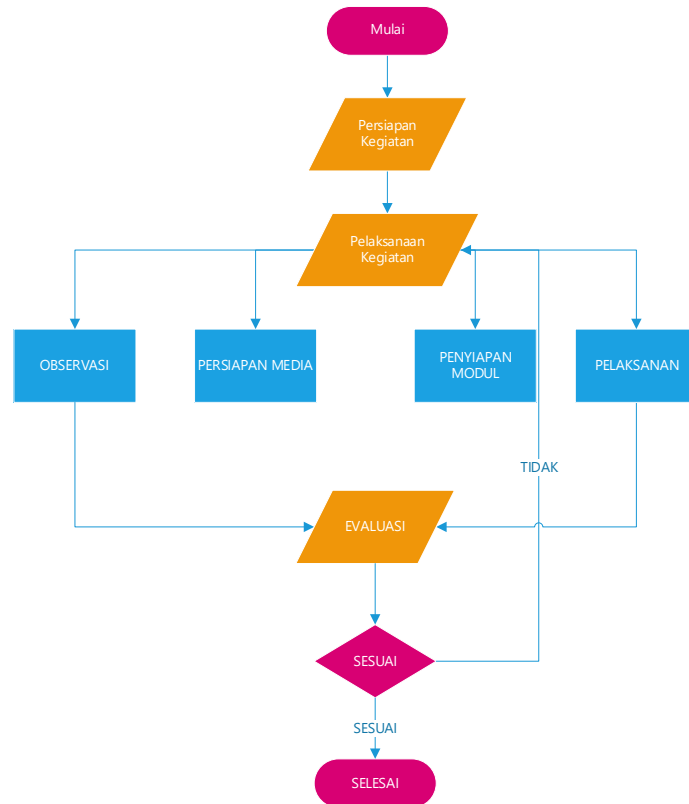 Mulai
Persiapan
Kegiatan
Pelaksanaan
Kegiatan
OBSERVASI
PERSIAPAN MEDIA
PENYIAPAN
MODUL
PELAKSANAN
TIDAK
EVALUASI
SESUAI
SESUAI
SELESAI